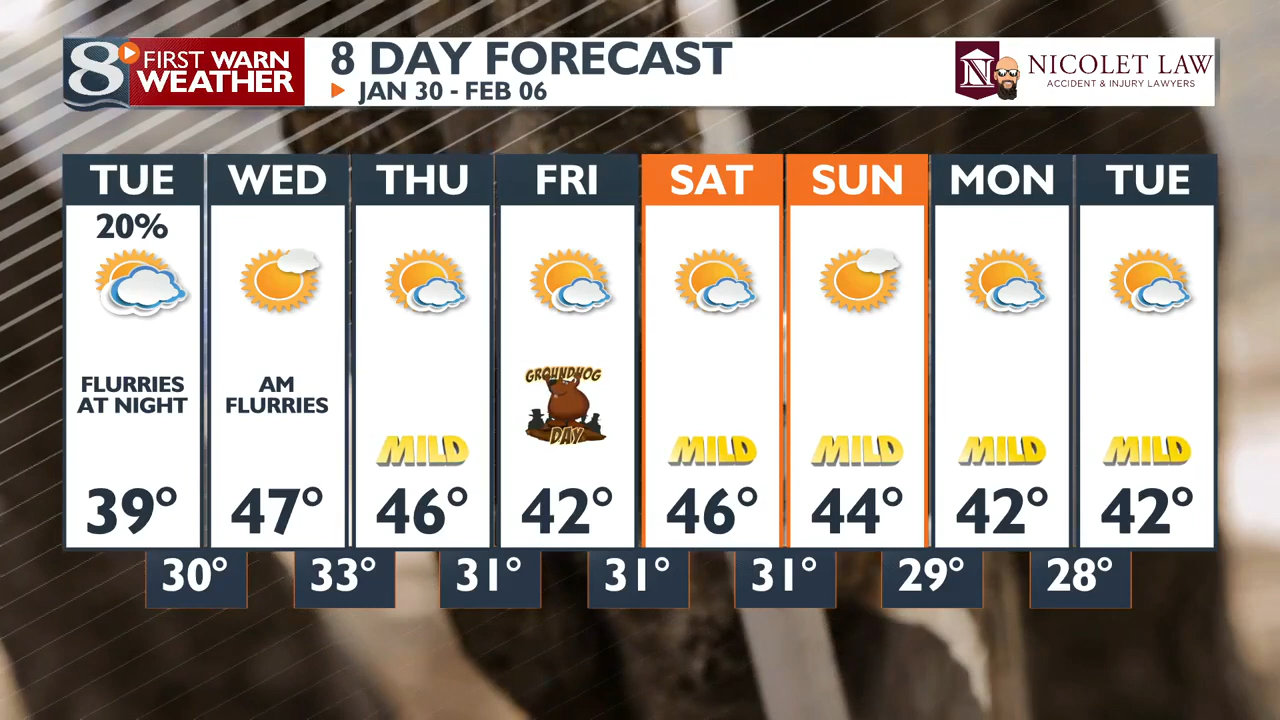 8 FIRST WARN
WEATHER
8 DAY FORECAST
JAN 30 - FEB 06
N NICOLET LAW
ACCIDENT & INJURY LAWYERS
TUE WED THU FRI SAT SUN MON TUE
20%
FLURRIES
AT NIGHT
AM
FLURRIES
GROUNDHOG
DAY
MILD MILD MILD MILD MILD
39° 47° 46° 42° 46° 44° 42° 42°
30° 33° 31° 31° 31° 29° 28°